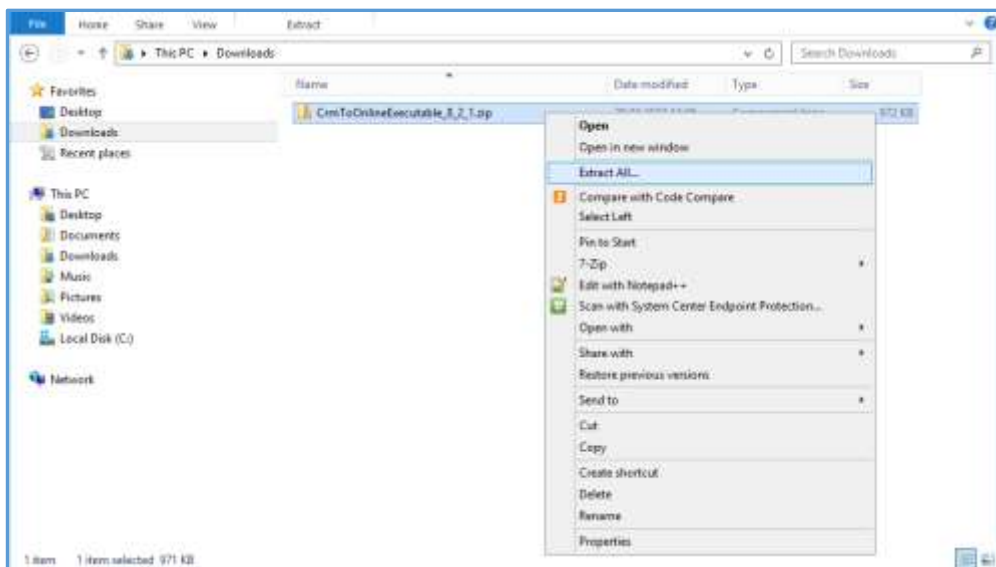 File Home Share View Extract
This PC Downloads Search Downloads
Name Date modified Type Size
Favorites
Desktop
Downloads
Recent places
This PC
Desktop
Documents
Downloads
Music
Pictures
Videos
Local Disk (C:)
Network
CrmToOnlineExecutable_8_2_1.zip 972 KB
Open
Open in new window
Extract All...
Compare with Code Compare
Select Left
Pin to Start
7-Zip
Edit with Notepad++
Scan with System Center Endpoint Protection...
Open with
Share with
Restore previous versions
Send to
Cut
Copy
Create shortcut
Delete
Rename
Properties
1 item 1 item selected 971 KB